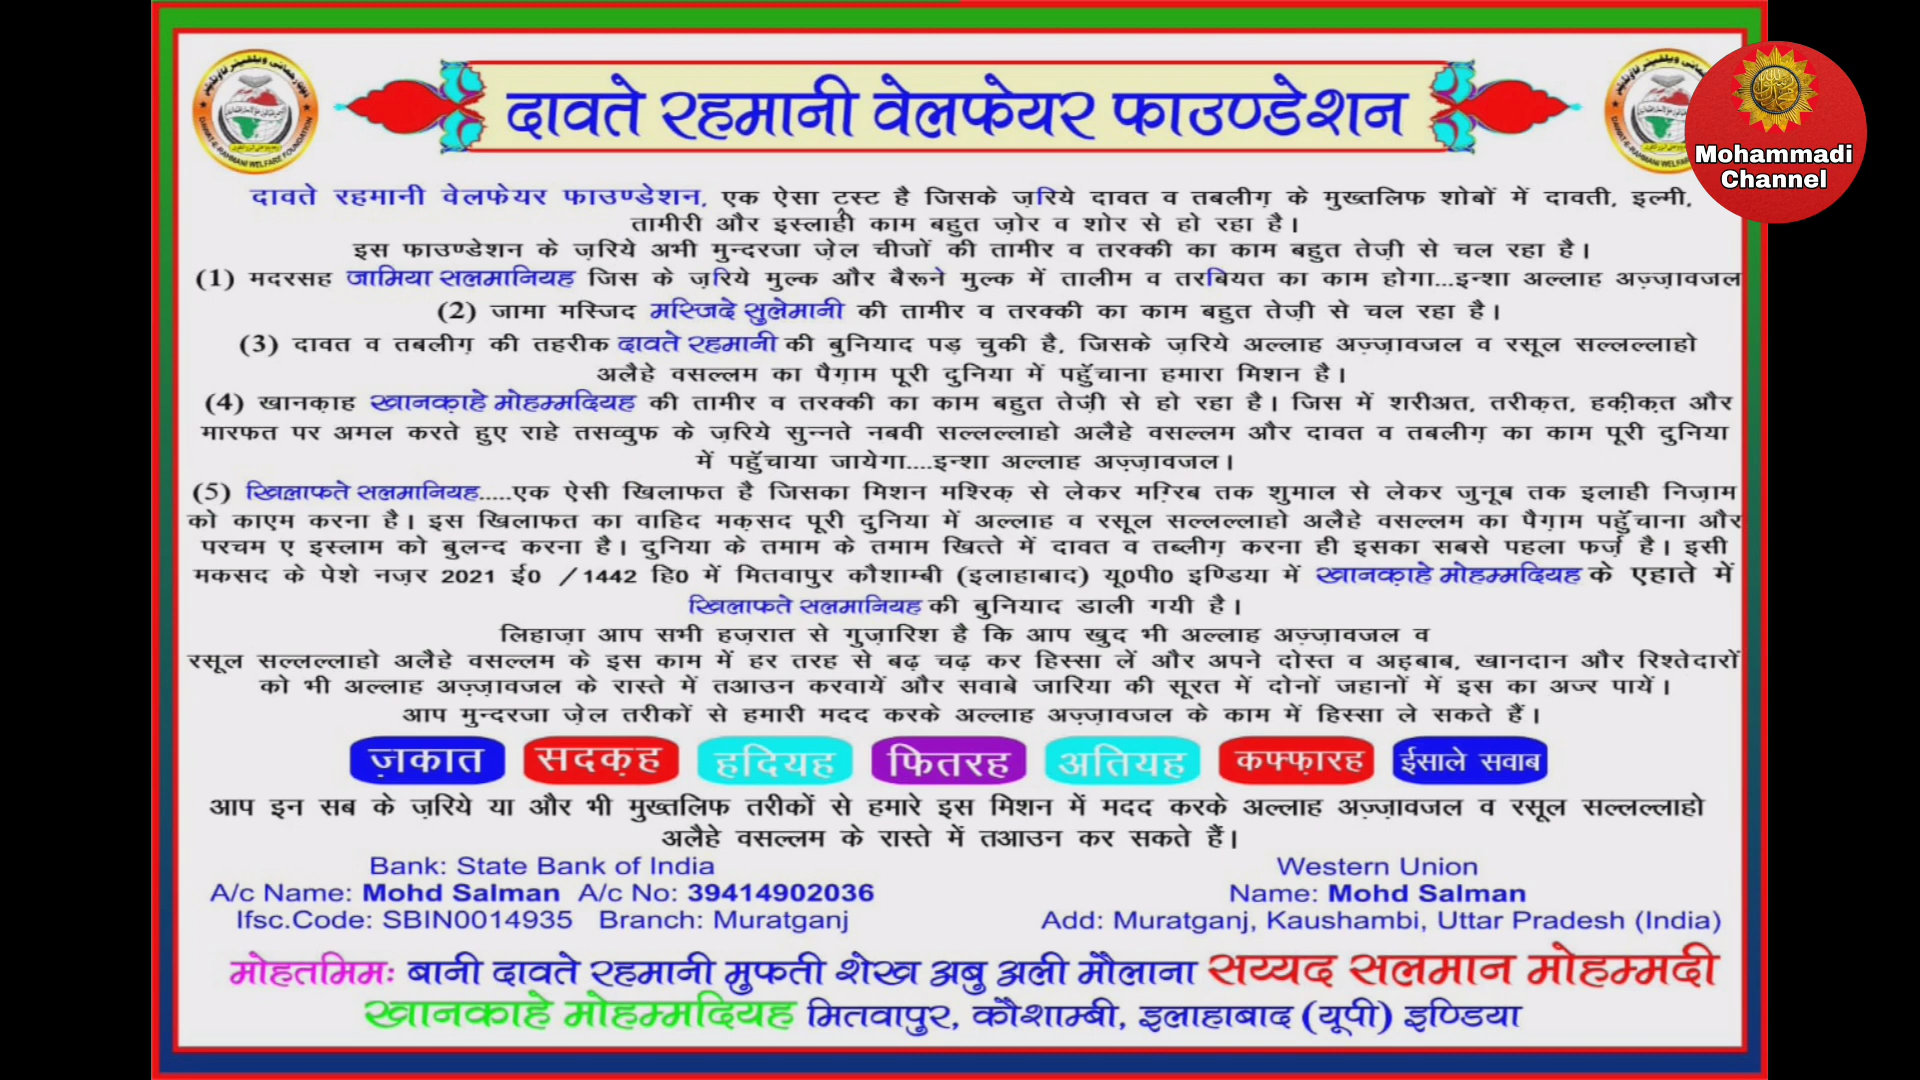 दावते रहमानी वेलफेयर फाउण्डेशन
Mohammadi
Channel
दावते रहमानी वेलफेयर फाउण्डेशन, एक ऐसा ट्रस्ट है जिसके ज़रिये दावत व तबलीग़ के मुख्तलिफ शोबों में दावती, इल्मी,
तामीरी और इस्लाही काम बहुत ज़ोर व शोर से हो रहा है।
इस फाउण्डेशन के ज़रिये अभी मुन्दरजा ज़ेल चीजों की तामीर व तरक्की का काम बहुत तेज़ी से चल रहा है।
(1) मदरसह जामिया सलमानियह जिस के ज़रिये मुल्क और बैरूने मुल्क में तालीम व तरबियत का काम होगा...इन्शा अल्लाह अज़्ज़ावजल
(2) जामा मस्जिद मस्जिदे सुलेमानी की तामीर व तरक्की का काम बहुत तेज़ी से चल रहा है।
(3) दावत व तबलीग़ की तहरीक दावते रहमानी की बुनियाद पड़ चुकी है, जिसके ज़रिये अल्लाह अज़्ज़ावजल व रसूल सल्लल्लाहो
अलैहे वसल्लम का पैग़ाम पूरी दुनिया में पहुँचाना हमारा मिशन है।
(4) खानक़ाह खानक़ाहे मोहम्मदियह की तामीर व तरक्की का काम बहुत तेज़ी से हो रहा है। जिस में शरीअत, तरीक़त, हक़ीक़त और
मारफत पर अमल करते हुए राहे तसव्वुफ के ज़रिये सुन्नते नबवी सल्लल्लाहो अलैहे वसल्लम और दावत व तबलीग़ का काम पूरी दुनिया
में पहुँचाया जायेगा....इन्शा अल्लाह अज़्ज़ावजल।
(5) खिलाफते सलमानियह.....एक ऐसी खिलाफत है जिसका मिशन मश्रिक़ से लेकर मग़्रिब तक शुमाल से लेकर जुनूब तक इलाही निज़ाम
को काएम करना है। इस खिलाफत का वाहिद मक़सद पूरी दुनिया में अल्लाह व रसूल सल्लल्लाहो अलैहे वसल्लम का पैग़ाम पहुँचाना और
परचम ए इस्लाम को बुलन्द करना है। दुनिया के तमाम के तमाम खित्ते में दावत व तब्लीग़ करना ही इसका सबसे पहला फर्ज़ है। इसी
मकसद के पेशे नज़र 2021 ई0 /1442 हि0 में मितवापुर कौशाम्बी (इलाहाबाद) यू0पी0 इण्डिया में खानक़ाहे मोहम्मदियह के एहाते में
खिलाफते सलमानियह की बुनियाद डाली गयी है।
लिहाज़ा आप सभी हज़रात से गुज़ारिश है कि आप खुद भी अल्लाह अज़्ज़ावजल व
रसूल सल्लल्लाहो अलैहे वसल्लम के इस काम में हर तरह से बढ़ चढ़ कर हिस्सा लें और अपने दोस्त व अहबाब, खानदान और रिश्तेदारों
को भी अल्लाह अज़्ज़ावजल के रास्ते में तआउन करवायें और सवाबे जारिया की सूरत में दोनों जहानों में इस का अज्र पायें।
आप मुन्दरजा ज़ेल तरीकों से हमारी मदद करके अल्लाह अज़्ज़ावजल के काम में हिस्सा ले सकते हैं।
ज़कात सदक़ह हदियह फितरह अतियह कफ्फ़ारह ईसाले सवाब
आप इन सब के ज़रिये या और भी मुख्तलिफ तरीकों से हमारे इस मिशन में मदद करके अल्लाह अज़्ज़ावजल व रसूल सल्लल्लाहो
अलैहे वसल्लम के रास्ते में तआउन कर सकते हैं।
Bank: State Bank of India
A/c Name: Mohd Salman A/c No: 39414902036
Ifsc.Code: SBIN0014935 Branch: Muratganj
Western Union
Name: Mohd Salman
Add: Muratganj, Kaushambi, Uttar Pradesh (India)
मोहतमिमः बानी दावते रहमानी मुफती शेख अबु अली मौलाना सय्यद सलमान मोहम्मदी
खानकाहे मोहम्मदियह मितवापुर, कौशाम्बी, इलाहाबाद (यूपी) इण्डिया